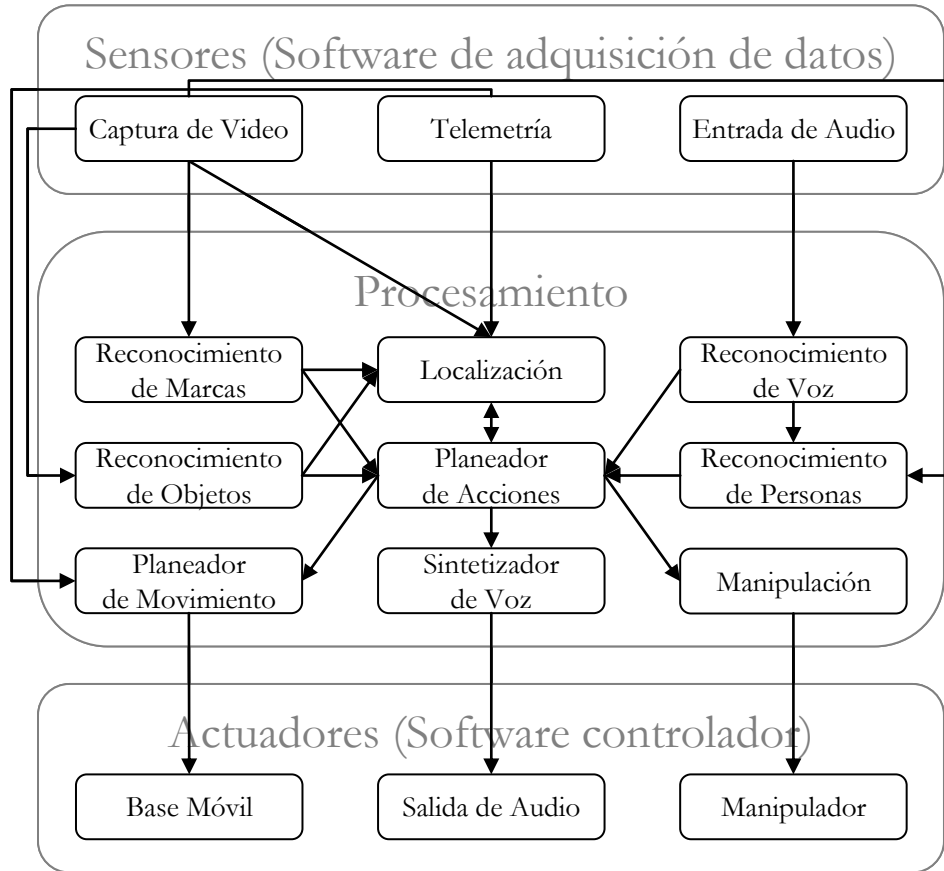 Sensores (Software de adquisición de datos)
Captura de Video
Telemetría
Entrada de Audio
Procesamiento
Reconocimiento
de Marcas
Localización
Reconocimiento
de Voz
Reconocimiento
de Objetos
Planeador
de Acciones
Reconocimiento
de Personas
Planeador
de Movimiento
Sintetizador
de Voz
Manipulación
Actuadores (Software controlador)
Base Móvil
Salida de Audio
Manipulador